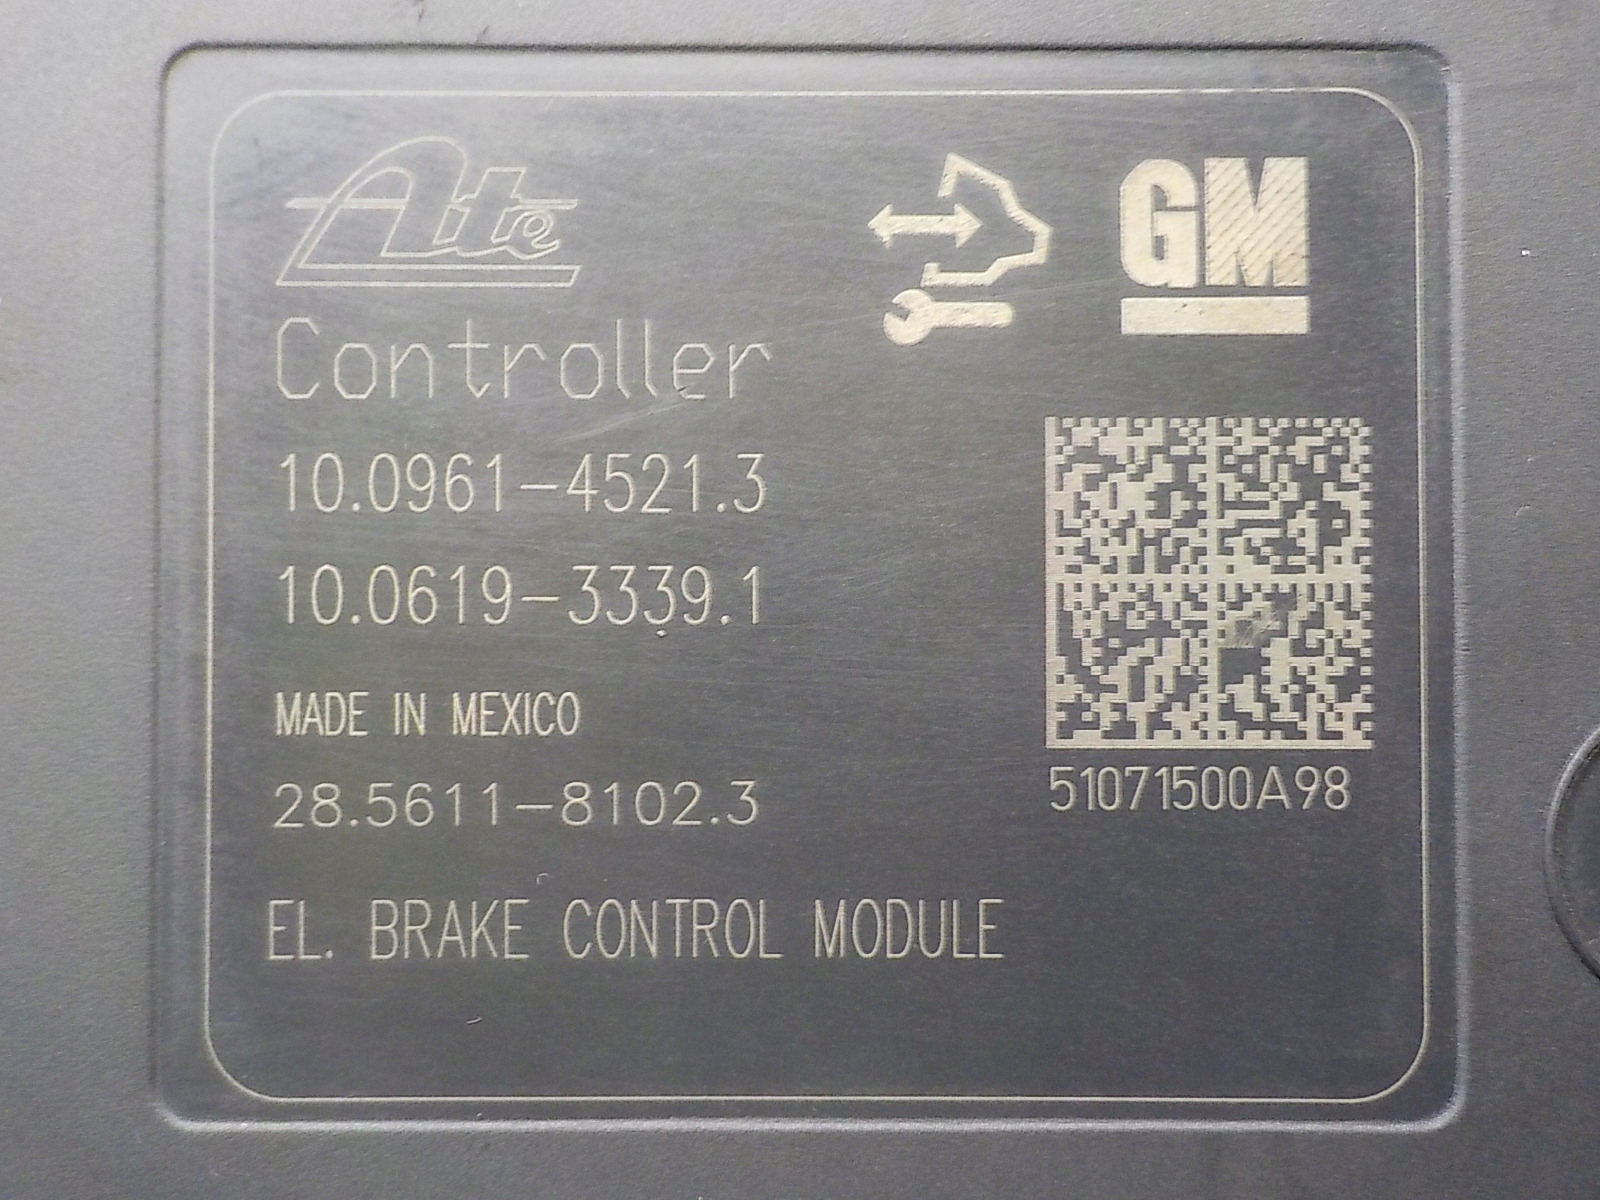 Ate
GM
Controller
10.0961-4521.3
10.0619-3339.1
MADE IN MEXICO
28.5611-8102.3
51071500A98
EL. BRAKE CONTROL MODULE